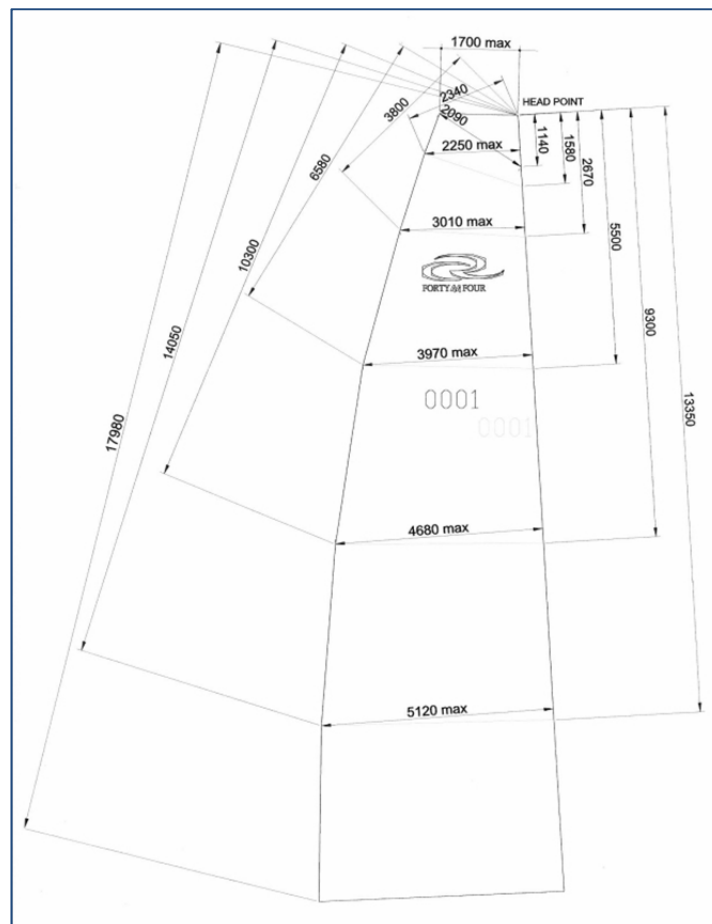 1700 max
2340
HEAD POINT
3800
2090
1140
1580
2250 max
2670
6580
3010 max
5500
10300
FORTY FOUR
9300
14050
3970 max
0001
13350
0001
17980
4680 max
5120 max